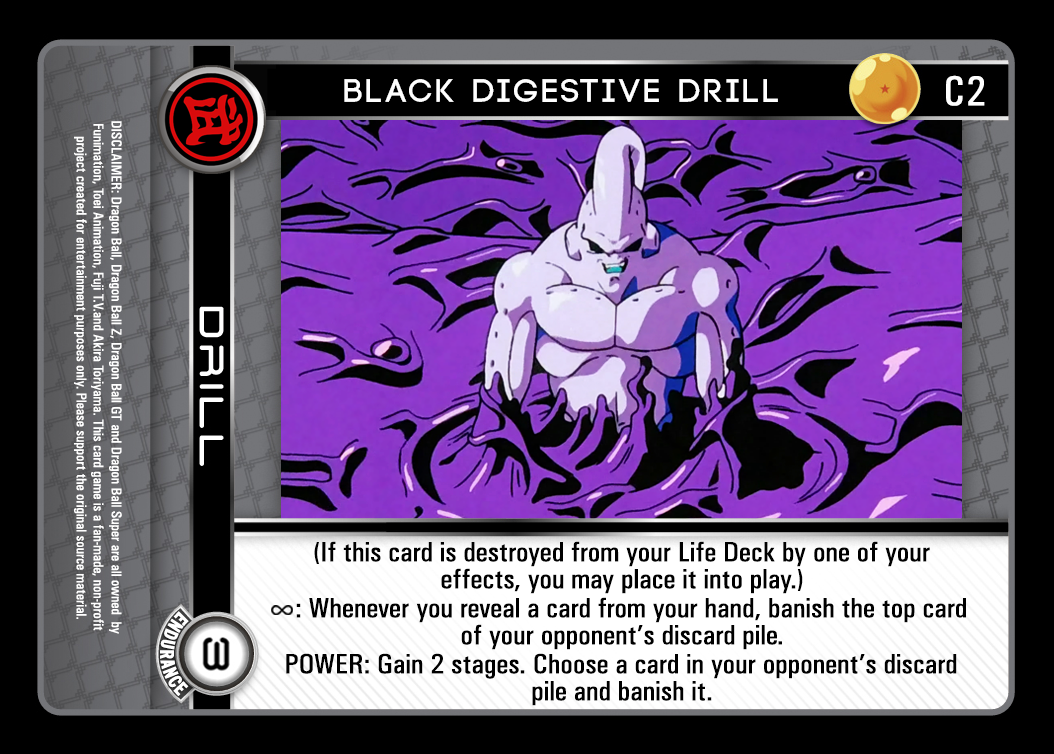 BLACK DIGESTIVE DRILL
C2
DRILL
DISCLAIMER: Dragon Ball, Dragon Ball Z, Dragon Ball GT and Dragon Ball Super are all owned by
Funimation, Toei Animation, Fuji T.V.and Akira Toriyama. This card game is a fan-made, non-profit
project created for entertainment purposes only. Please support the original source material.
ENDURANCE
3
(If this card is destroyed from your Life Deck by one of your
effects, you may place it into play.)
∞: Whenever you reveal a card from your hand, banish the top card
of your opponent’s discard pile.
POWER: Gain 2 stages. Choose a card in your opponent’s discard
pile and banish it.